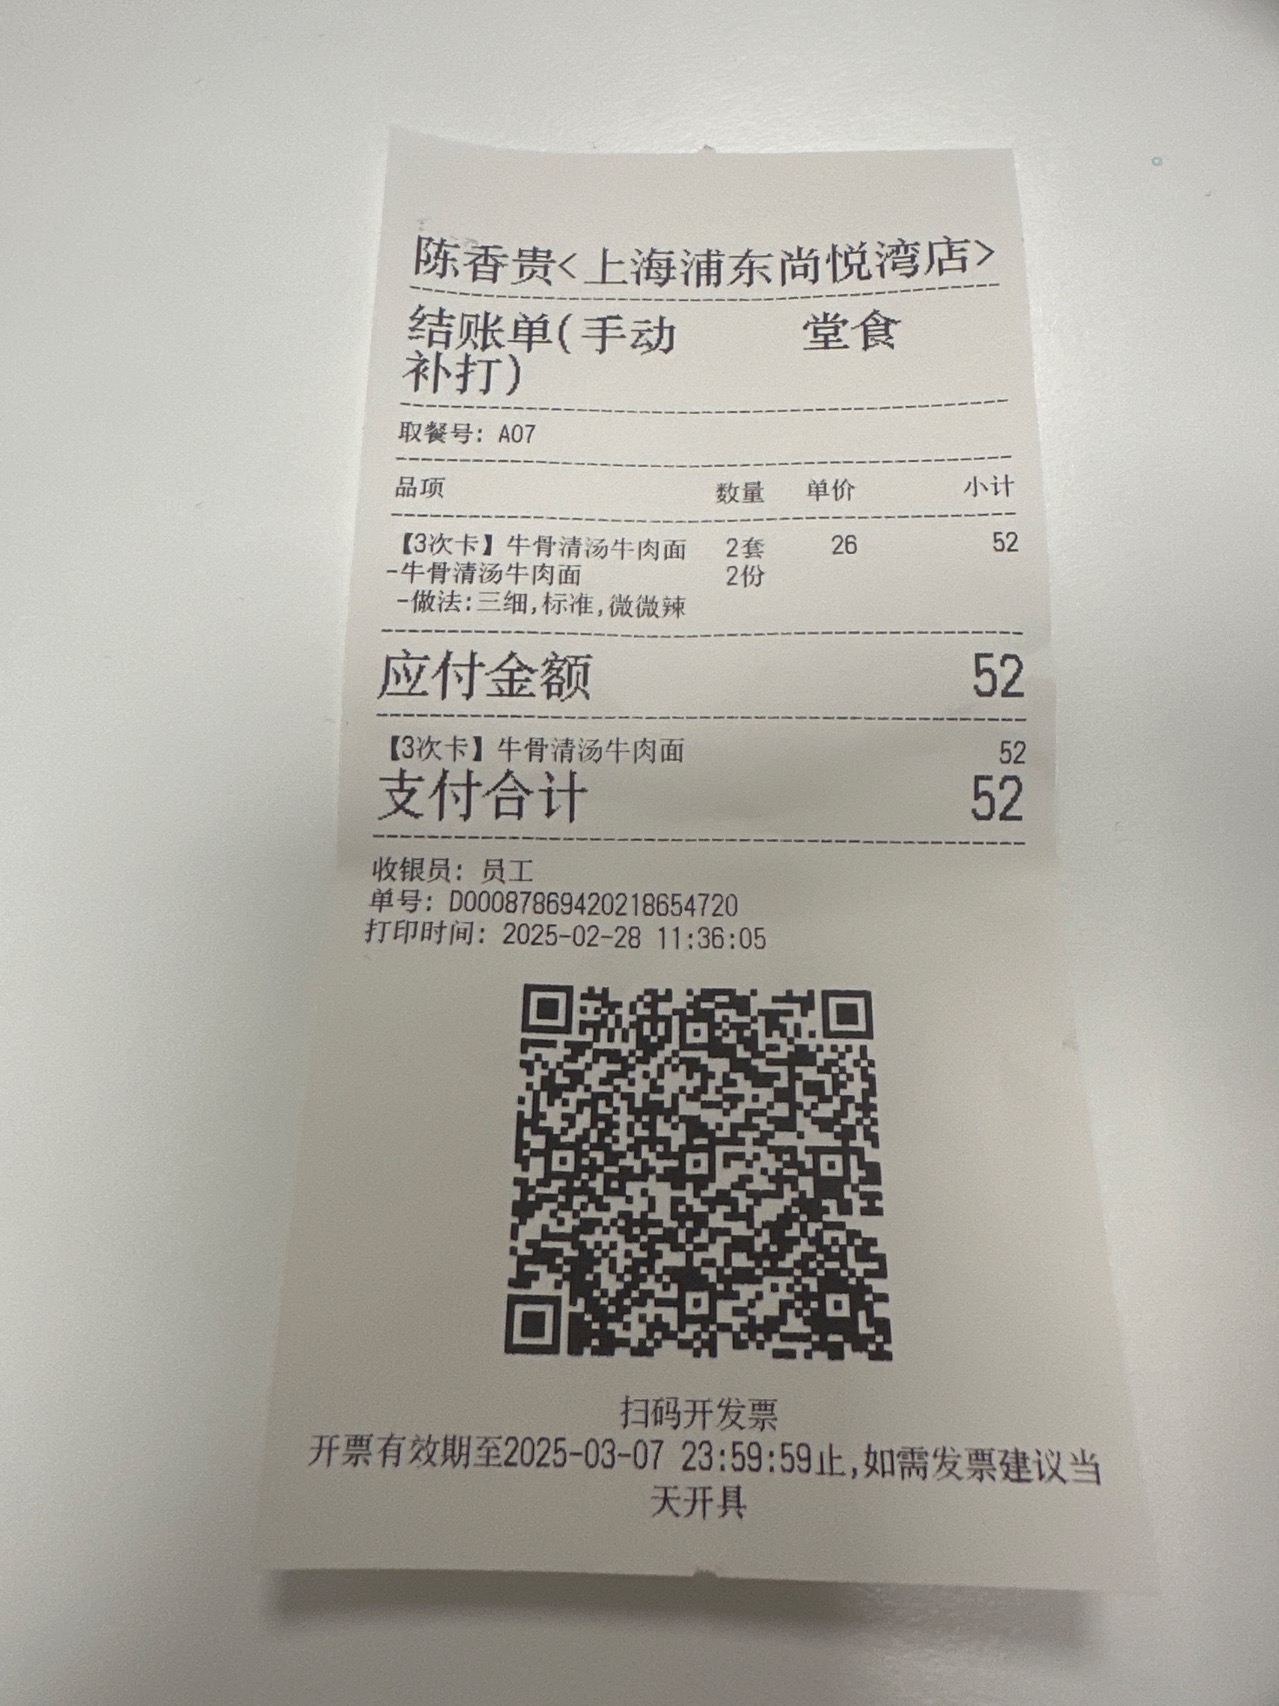 陈香贵<上海浦东尚悦湾店>
结账单(手动 堂食
补打)
取餐号: A07
品项 数量 单价 小计
【3次卡】牛骨清汤牛肉面 2套 26 52
-牛骨清汤牛肉面 2份
-做法:三细,标准,微微辣
应付金额 52
【3次卡】牛骨清汤牛肉面 52
支付合计 52
收银员: 员工
单号: D00087869420218654720
打印时间: 2025-02-28 11:36:05
扫码开发票
开票有效期至2025-03-07 23:59:59止,如需发票建议当
天开具